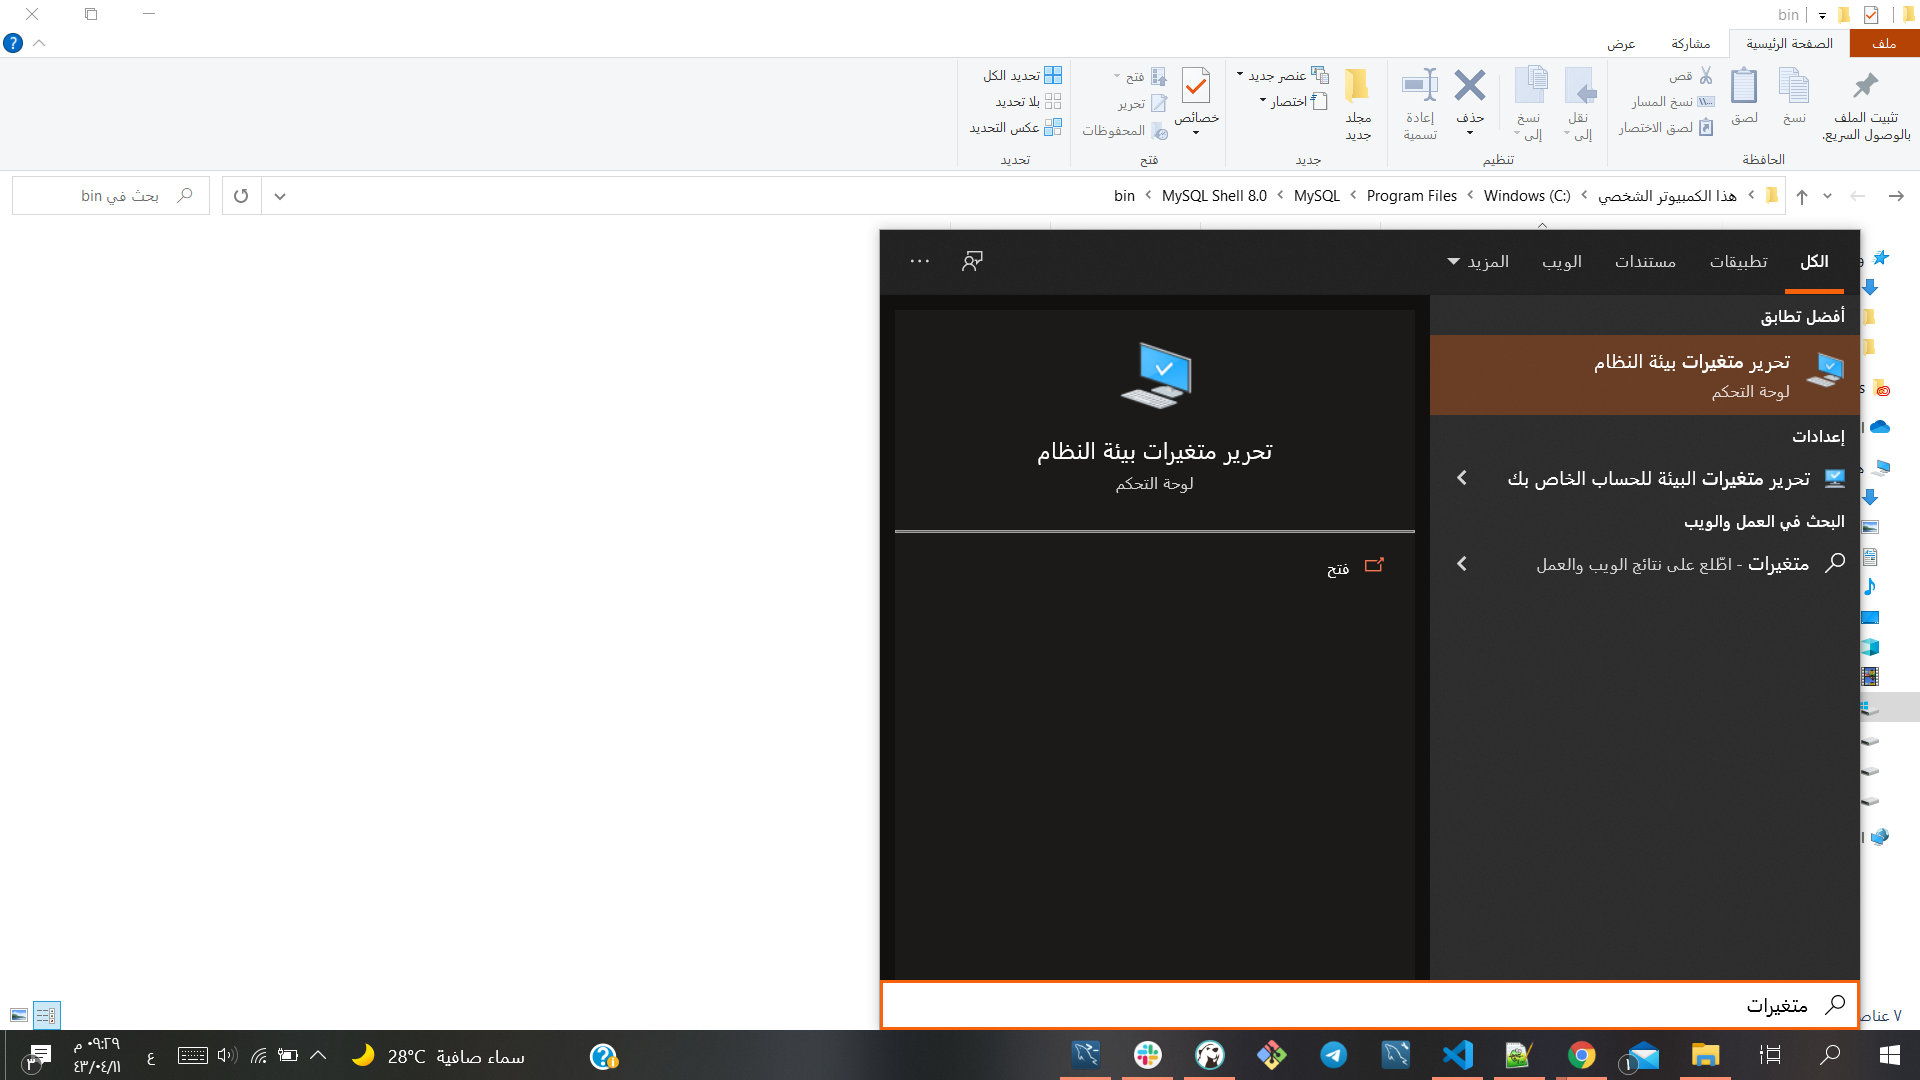 bin
ملف
الصفحة الرئيسية
مشاركة
عرض
تثبيت الملف
بالوصول السريع.
نسخ
لصق
قص
نسخ المسار
لصق الاختصار
الحافظة
نقل
إلى
نسخ
إلى
حذف
إعادة
تسمية
تنظيم
مجلد
جديد
عنصر جديد
اختصار
جديد
خصائص
فتح
تحرير
المحفوظات
فتح
تحديد الكل
بلا تحديد
عكس التحديد
تحديد
هذا الكمبيوتر الشخصي
Windows (C:)
Program Files
MySQL
MySQL Shell 8.0
bin
بحث في bin
الكل
تطبيقات
مستندات
الويب
المزيد
أفضل تطابق
تحرير متغيرات بيئة النظام
لوحة التحكم
إعدادات
تحرير متغيرات البيئة للحساب الخاص بك
البحث في العمل والويب
متغيرات - اطّلع على نتائج الويب والعمل
تحرير متغيرات بيئة النظام
لوحة التحكم
فتح
متغيرات
٧
سماء صافية 28°C
ع
٠٩:٢٩ م
٤٣/٠٤/١١
٣
١